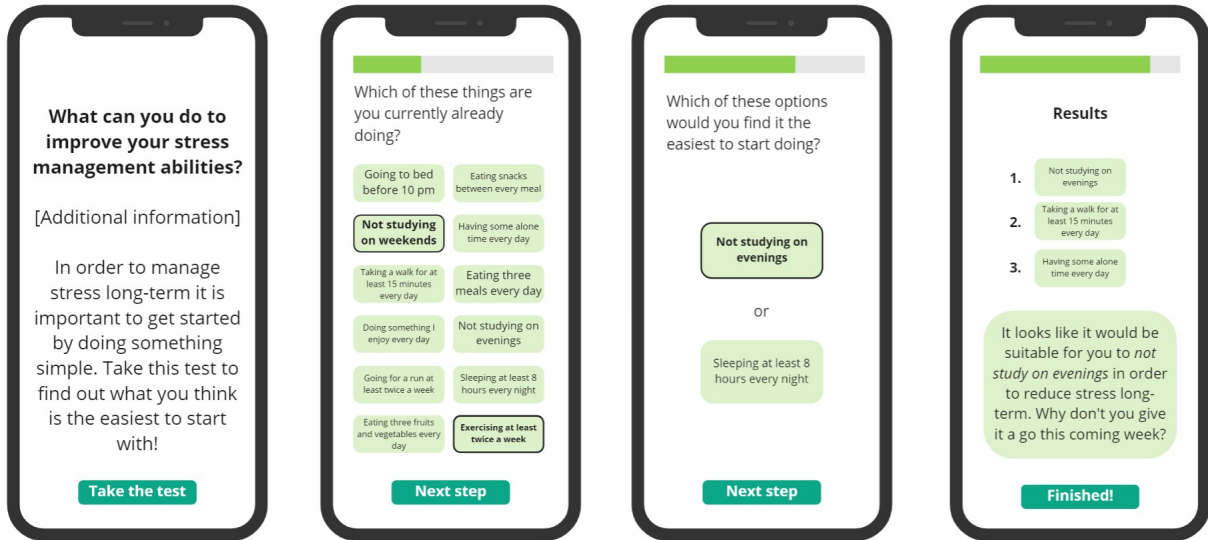 What can you do to
improve your stress
management abilities?
[Additional information]
In order to manage
stress long-term it is
important to get started
by doing something
simple. Take this test to
find out what you think
is the easiest to start
with!
Take the test
Which of these things are
you currently already
doing?
Going to bed
before 10 pm
Eating snacks
between every meal
Not studying
on weekends
Having some alone
time every day
Taking a walk for at
least 15 minutes
every day
Eating three
meals every day
Doing something I
enjoy every day
Not studying on
evenings
Going for a run at
least twice a week
Sleeping at least 8
hours every night
Eating three fruits
and vegetables every
day
Exercising at least
twice a week
Next step
Which of these options
would you find it the
easiest to start doing?
Not studying on
evenings
or
Sleeping at least 8
hours every night
Next step
Results
1.
Not studying on
evenings
2.
Taking a walk for at
least 15 minutes
every day
3.
Having some alone
time every day
It looks like it would be
suitable for you to not
study on evenings in order
to reduce stress long-
term. Why don't you give
it a go this coming week?
Finished!